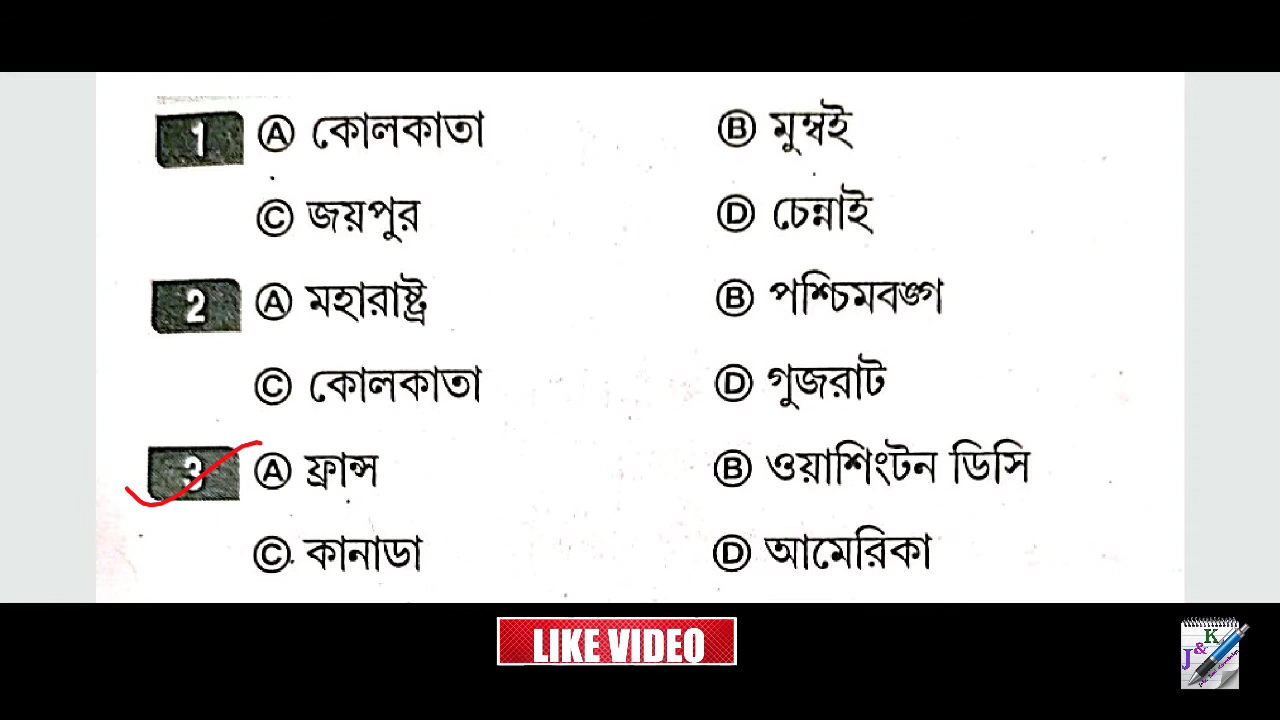 1 Ⓐ কোলকাতা Ⓑ মুম্বই
Ⓒ জয়পুর Ⓓ চেন্নাই
2 Ⓐ মহারাষ্ট্র Ⓑ পশ্চিমবঙ্গ
Ⓒ কোলকাতা Ⓓ গুজরাট
3 Ⓐ ফ্রান্স Ⓑ ওয়াশিংটন ডিসি
Ⓒ কানাডা Ⓓ আমেরিকা
LIKE VIDEO
J&K